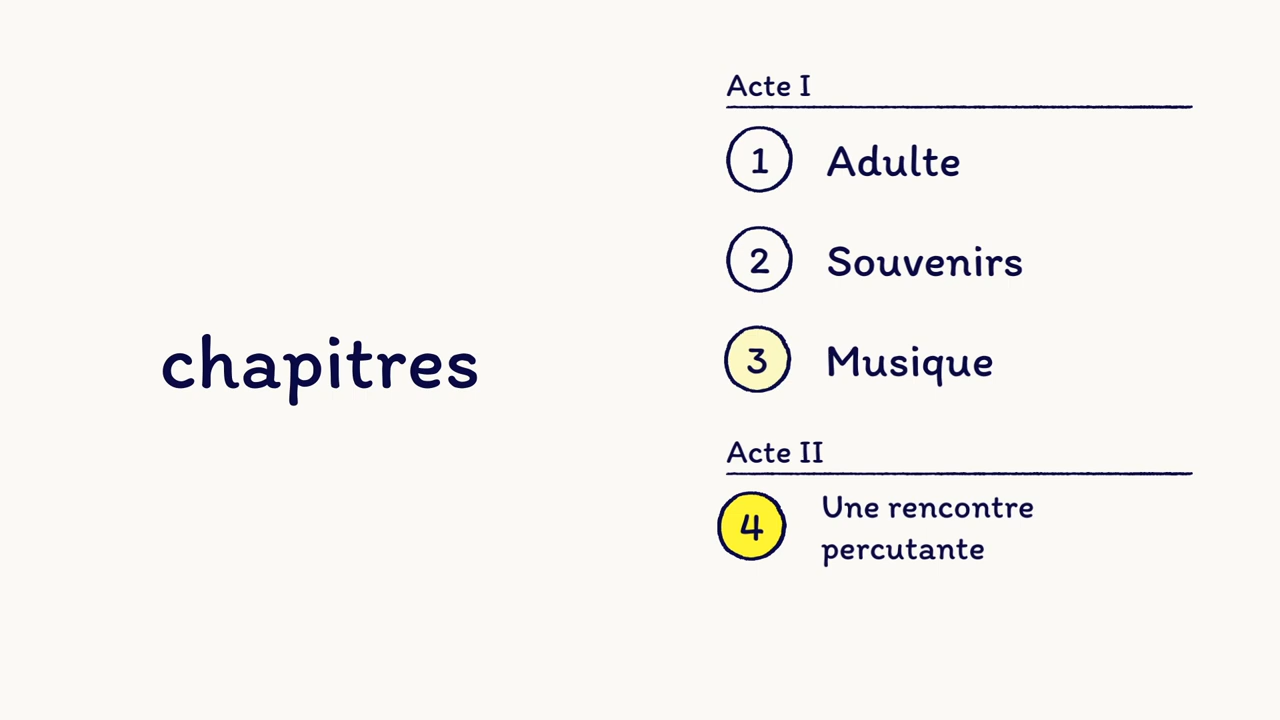 chapitres
Acte I
1 Adulte
2 Souvenirs
3 Musique
Acte II
4 Une rencontre
percutante